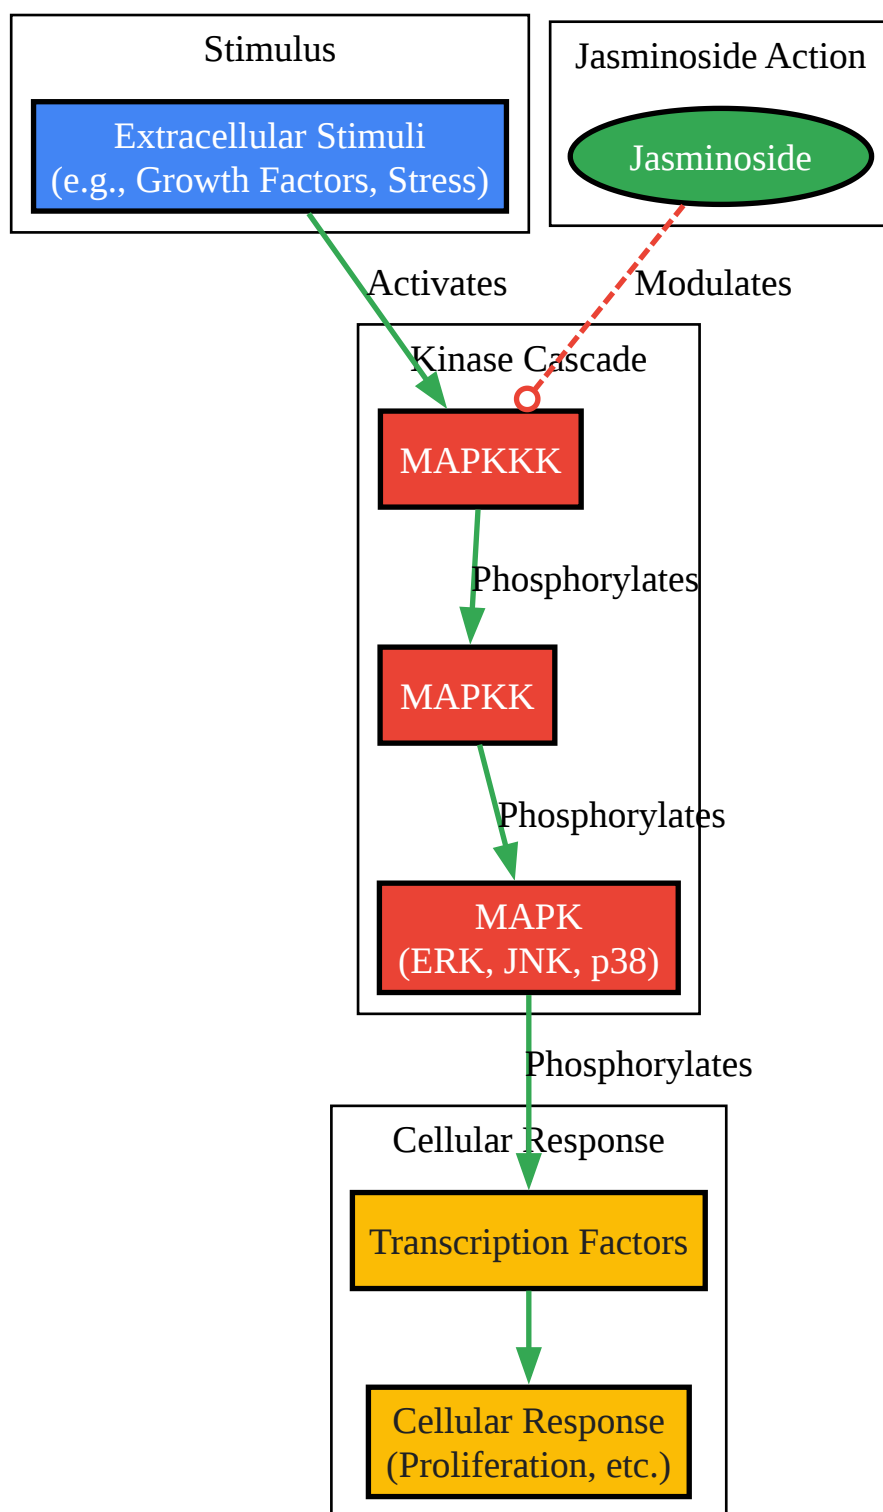 Stimulus
Jasminoside Action
Extracellular Stimuli
(e.g., Growth Factors, Stress)
Jasminoside
Activates
Modulates
Kinase Cascade
MAPKKK
Phosphorylates
MAPKK
Phosphorylates
MAPK
(ERK, JNK, p38)
Phosphorylates
Cellular Response
Transcription Factors
Cellular Response
(Proliferation, etc.)